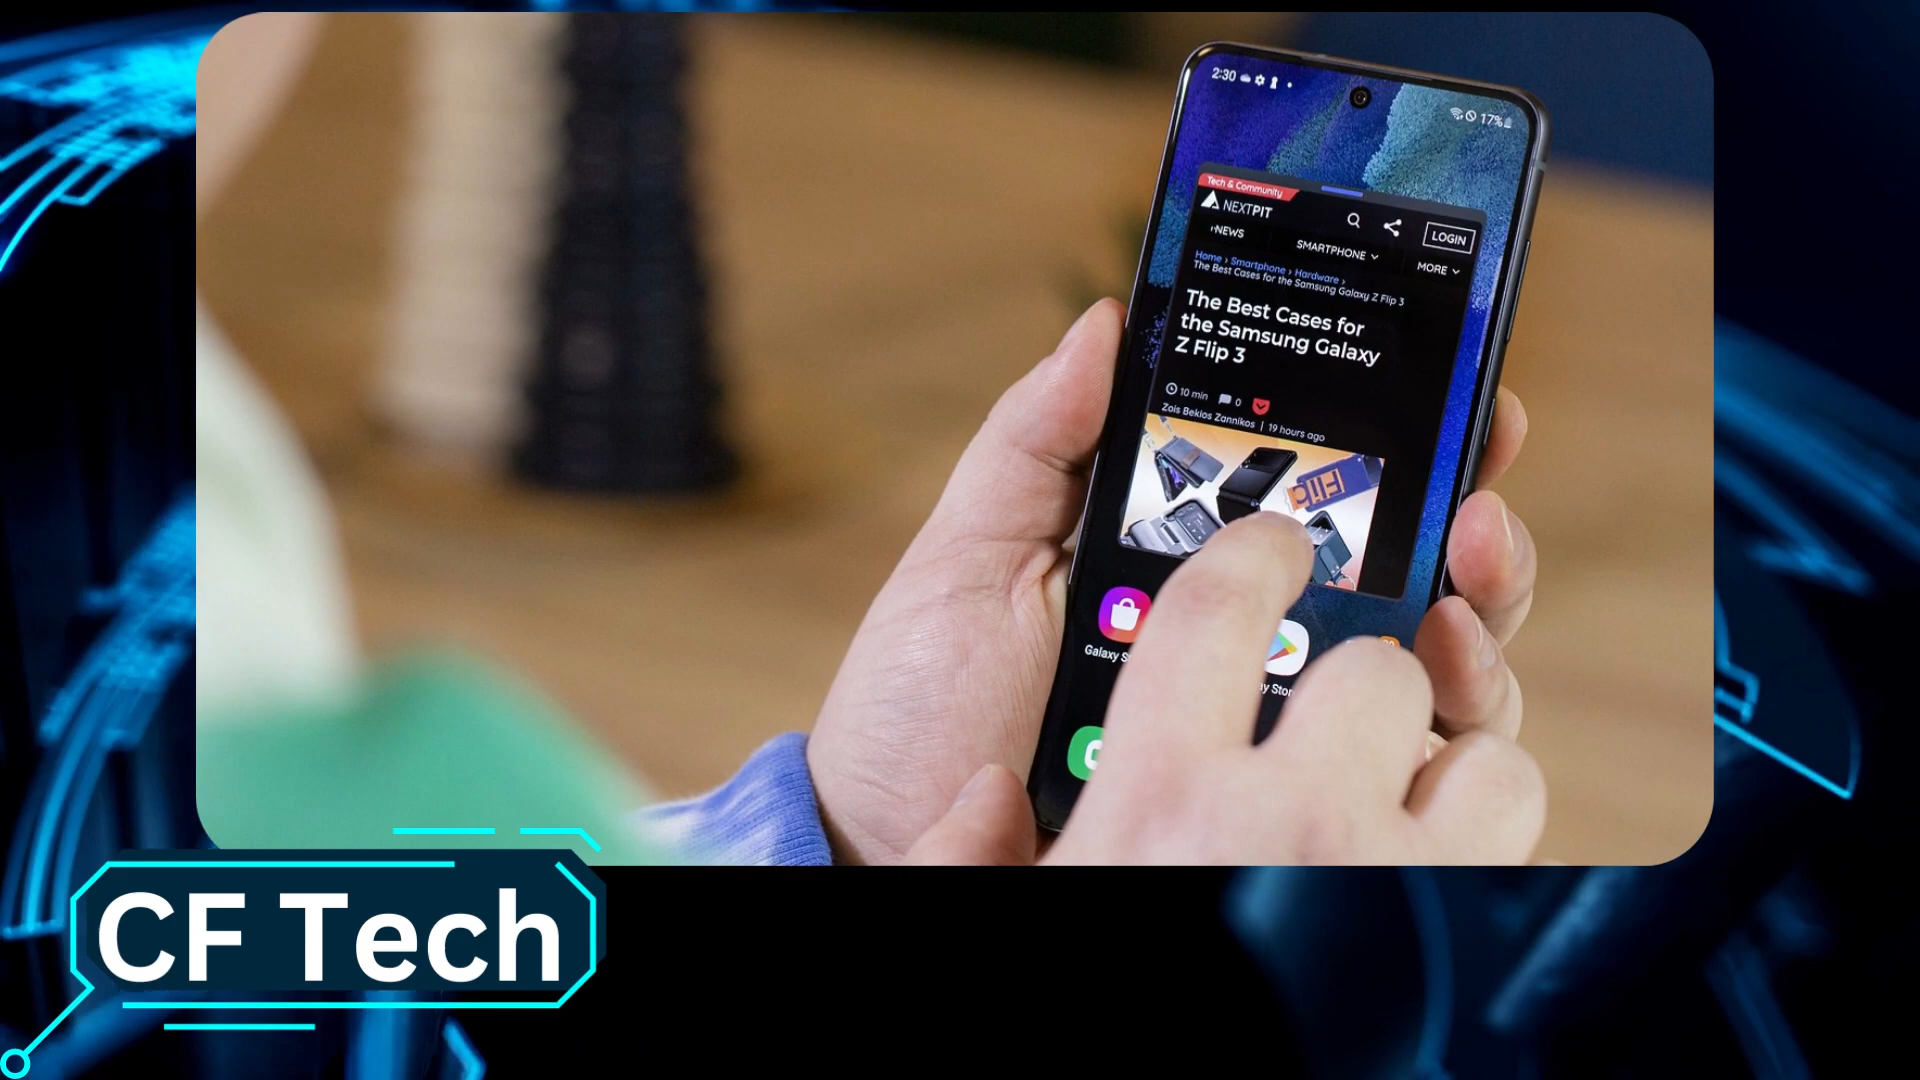 2:30
17%
Tech & Community
NEXTPIT
LOGIN
NEWS
SMARTPHONE
MORE
Home › Smartphone › Hardware ›
The Best Cases for the Samsung Galaxy Z Flip 3
The Best Cases for
the Samsung Galaxy
Z Flip 3
10 min 0
Zois Bekios Zannikos | 19 hours ago
Flip
Galaxy
CF Tech